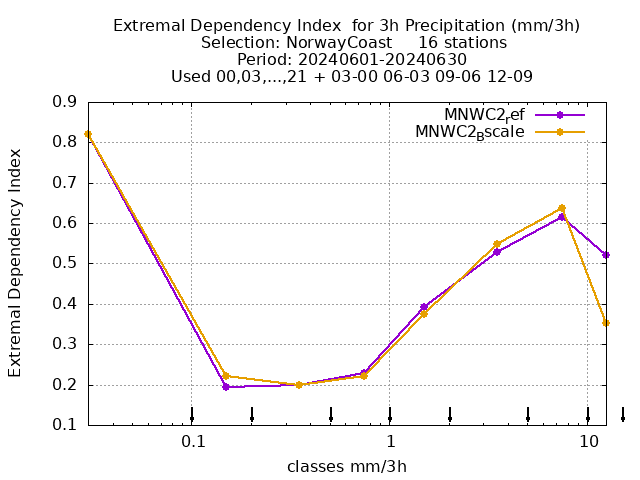 Extremal Dependency Index  for 3h Precipitation (mm/3h)
Selection: NorwayCoast     16 stations
Period: 20240601-20240630
Used 00,03,...,21 + 03-00 06-03 09-06 12-09
MNWC2ref
MNWC2Bscale
Extremal Dependency Index
0.9
0.8
0.7
0.6
0.5
0.4
0.3
0.2
0.1
0.1 1 10
classes mm/3h